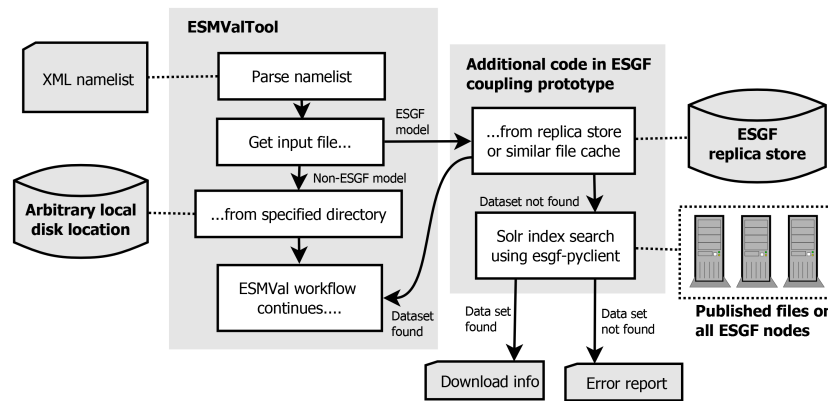 ESMValTool
XML namelist
Parse namelist
Additional code in ESGF
coupling prototype
ESGF
model
Get input file...
...from replica store
or similar file cache
ESGF
replica store
Non-ESGF model
Arbitrary local
disk location
...from specified directory
Dataset not found
Solr index search
using esgf-pyclient
ESMVal workflow
continues....
Dataset
found
Data set
found
Data set
not found
Published files on
all ESGF nodes
Download info
Error report